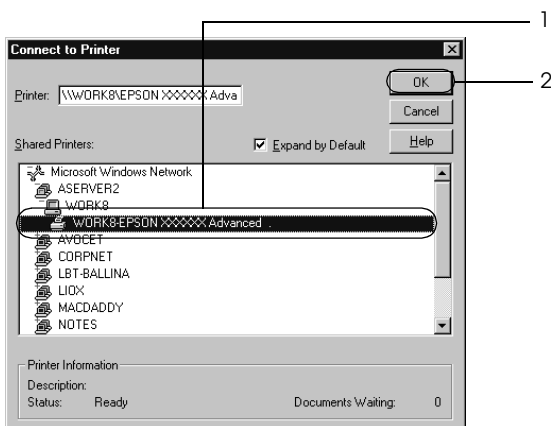 1
Connect to Printer
Printer: \\WORK8\EPSON XXXXXX Adva
OK
2
Cancel
Shared Printers:
Expand by Default
Help
Microsoft Windows Network
ASERVER2
WORK8
WORK8-EPSON XXXXXX Advanced .
AVOCET
CORPNET
LBT-BALLINA
LIOX
MACDADDY
NOTES
Printer Information
Description:
Status: Ready Documents Waiting: 0